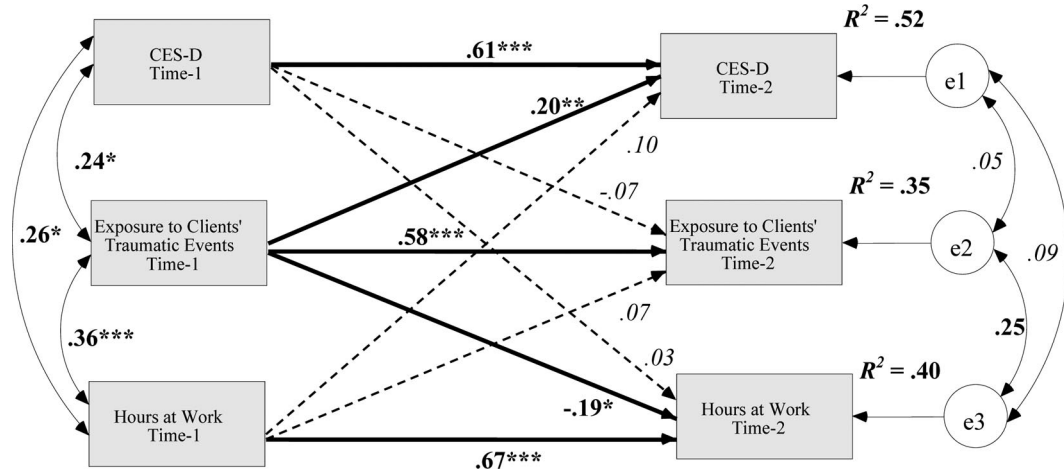 CES-D
Time-1
.61***
CES-D
Time-2
R² = .52
e1
.20**
.10
-.07
.24*
.05
.26*
Exposure to Clients'
Traumatic Events
Time-1
.58***
Exposure to Clients'
Traumatic Events
Time-2
R² = .35
e2
.09
.07
.36***
.03
.25
Hours at Work
Time-1
-.19*
.67***
Hours at Work
Time-2
R² = .40
e3